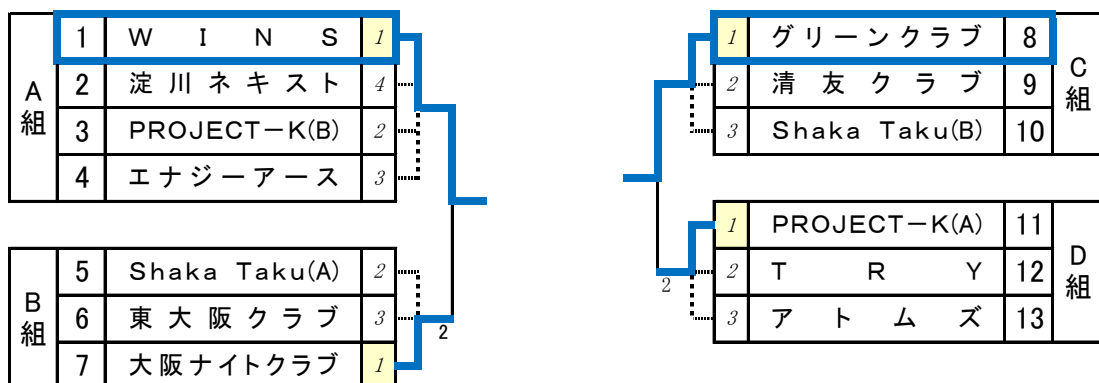 A組
1 WINS 1
2 淀川ネキスト 4
3 PROJECT－K(B) 2
4 エナジーアース 3
B組
5 Shaka Taku(A) 2
6 東大阪クラブ 3
7 大阪ナイトクラブ 1
2
C組
1 グリーンクラブ 8
2 清友クラブ 9
3 Shaka Taku(B) 10
D組
1 PROJECT－K(A) 11
2 TRY 12
3 アトムズ 13
2